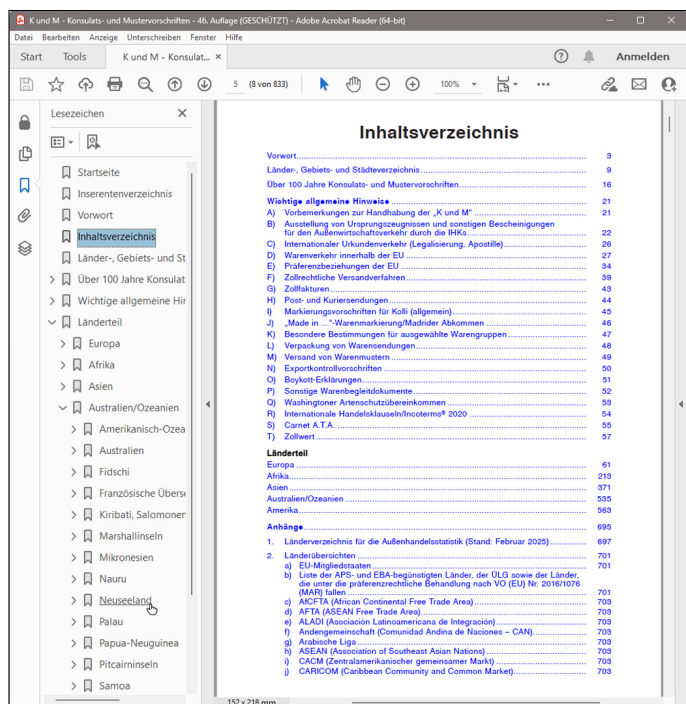 K und M - Konsulats- und Mustervorschriften - 46. Auflage (GESCHÜTZT) - Adobe Acrobat Reader (64-bit)
Datei Bearbeiten Anzeige Unterschreiben Fenster Hilfe
Start Tools K und M - Konsulat... × Anmelden
5 (8 von 833) 100%
Lesezeichen
Startseite
Inserentenverzeichnis
Vorwort
Inhaltsverzeichnis
Länder-, Gebiets- und St
Über 100 Jahre Konsulat
Wichtige allgemeine Hir
Länderteil
Europa
Afrika
Asien
Australien/Ozeanien
Amerikanisch-Ozea
Australien
Fidschi
Französische Übers
Kiribati, Salomoner
Marshallinseln
Mikronesien
Nauru
Neuseeland
Palau
Papua-Neuguinea
Pitcairninseln
Samoa
Inhaltsverzeichnis
Vorwort 3
Länder-, Gebiets- und Städteverzeichnis 9
Über 100 Jahre Konsulats- und Mustervorschriften 16
Wichtige allgemeine Hinweise 21
A) Vorbemerkungen zur Handhabung der „K und M“ 21
B) Ausstellung von Ursprungszeugnissen und sonstigen Bescheinigungen
für den Außenwirtschaftsverkehr durch die IHKs 22
C) Internationaler Urkundenverkehr (Legalisierung, Apostille) 26
D) Warenverkehr innerhalb der EU 27
E) Präferenzbeziehungen der EU 34
F) Zollrechtliche Versandverfahren 39
G) Zollfakturen 43
H) Post- und Kuriersendungen 44
I) Markierungsvorschriften für Kolli (allgemein) 45
J) „Made in ...“-Warenmarkierung/Madrider Abkommen 46
K) Besondere Bestimmungen für ausgewählte Warengruppen 47
L) Verpackung von Warensendungen 48
M) Versand von Warenmustern 49
N) Exportkontrollvorschriften 50
O) Boykott-Erklärungen 51
P) Sonstige Warenbegleitdokumente 52
Q) Washingtoner Artenschutzübereinkommen 53
R) Internationale Handelsklauseln/Incoterms® 2020 54
S) Carnet A.T.A. 55
T) Zollwert 57
Länderteil
Europa 61
Afrika 213
Asien 371
Australien/Ozeanien 535
Amerika 563
Anhänge 695
1. Länderverzeichnis für die Außenhandelsstatistik (Stand: Februar 2025) 697
2. Länderübersichten 701
a) EU-Mitgliedstaaten 701
b) Liste der APS- und EBA-begünstigten Länder, der ÜLG sowie der Länder,
die unter die präferenzrechtliche Behandlung nach VO (EU) Nr. 2016/1076
(MAR) fallen 701
c) AfCFTA (African Continental Free Trade Area) 703
d) AFTA (ASEAN Free Trade Area) 703
e) ALADI (Asociación Latinoamericana de Integración) 703
f) Andengemeinschaft (Comunidad Andina de Naciones – CAN) 703
g) Arabische Liga 703
h) ASEAN (Association of Southeast Asian Nations) 703
i) CACM (Zentralamerikanischer gemeinsamer Markt) 703
j) CARICOM (Caribbean Community and Common Market) 703
152 x 218 mm